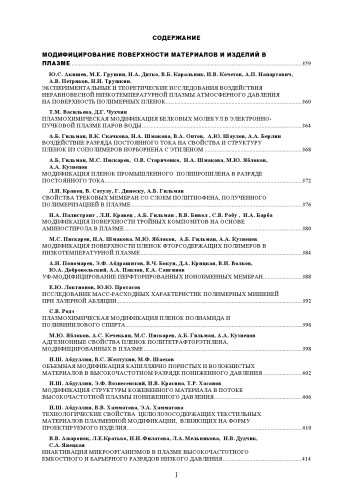 СОДЕРЖАНИЕ
МОДИФИЦИРОВАНИЕ ПОВЕРХНОСТИ МАТЕРИАЛОВ И ИЗДЕЛИЙ В
ПЛАЗМЕ ... 359
Ю.С. Акишев, М.Е. Грушин, Н.А. Дятко, В.Б. Каральник, И.В. Кочетов, А.П. Напартович,
А.В. Петряков, Н.И. Трушкин.
ЭКСПЕРИМЕНТАЛЬНЫЕ И ТЕОРЕТИЧЕСКИЕ ИССЛЕДОВАНИЯ ВОЗДЕЙСТВИЯ
НЕРАВНОВЕСНОЙ НИЗКОТЕМПЕРАТУРНОЙ ПЛАЗМЫ АТМОСФЕРНОГО ДАВЛЕНИЯ
НА ПОВЕРХНОСТЬ ПОЛИМЕРНЫХ ПЛЕНОК ... 360
Т.М. Васильева, Д.Г. Чухчин
ПЛАЗМОХИМИЧЕСКАЯ МОДИФИКАЦИЯ БЕЛКОВЫХ МОЛЕКУЛ В ЭЛЕКТРОННО-
ПУЧКОВОЙ ПЛАЗМЕ ПАРОВ ВОДЫ ... 364
А.Б. Гильман, В.К. Скачкова, Н.А. Шмакова, В.А. Оптов, А.Ю. Шаулов, А.А. Берлин
ВОЗДЕЙСТВИЕ РАЗРЯДА ПОСТОЯННОГО ТОКА НА СВОЙСТВА И СТРУКТУРУ
ПЛЕНОК ИЗ СОПОЛИМЕРОВ НОРБОРНЕНА С ЭТИЛЕНОМ ... 368
А.Б. Гильман, М.С. Пискарев, О.В. Стариченко, Н.А. Шмакова, М.Ю. Яблоков,
А.А. Кузнецов
МОДИФИКАЦИЯ ПЛЕНОК ПРОМЫШЛЕННОГО ПОЛИПРОПИЛЕНА В РАЗРЯДЕ
ПОСТОЯННОГО ТОКА ... 372
Л.И. Кравец, В. Сатулу, Г. Динеску, А.Б. Гильман
СВОЙСТВА ТРЕКОВЫХ МЕМБРАН СО СЛОЕМ ПОЛИТИОФЕНА, ПОЛУЧЕННОГО
ПОЛИМЕРИЗАЦИЕЙ В ПЛАЗМЕ ... 376
Н.А. Палистрант, Л.И. Кравец, А.Б. Гильман, В.В. Бивол, С.В. Робу, Н.А. Барба
МОДИФИКАЦИЯ ПОВЕРХНОСТИ ТРОЙНЫХ КОМПОЗИТОВ НА ОСНОВЕ
АМИНОСТИРОЛА В ПЛАЗМЕ ... 380
М.С. Пискарев, Н.А. Шмакова, М.Ю. Яблоков, А.Б. Гильман, А.А. Кузнецов
МОДИФИКАЦИЯ ПОВЕРХНОСТИ ПЛЕНОК ФТОРСОДЕРЖАЩИХ ПОЛИМЕРОВ В
НИЗКОТЕМПЕРАТУРНОЙ ПЛАЗМЕ ... 384
А.Н. Пономарев, Э.Ф. Абдрашитов, В.Ч. Бокун, Д.А. Крицкая, В.И. Волков,
Ю.А. Добровольский, А.А. Павлов, Е.А. Сангинов
УФ-МОДИФИЦИРОВАНИЕ ПЕРФТОРИРОВАННЫХ ИОНООБМЕННЫХ МЕМБРАН ... 388
Е.Ю. Локтионов, Ю.Ю. Протасов
ИССЛЕДОВАНИЕ МАСС-РАСХОДНЫХ ХАРАКТЕРИСТИК ПОЛИМЕРНЫХ МИШЕНЕЙ
ПРИ ЛАЗЕРНОЙ АБЛЯЦИИ ... 392
С.В. Родэ
ПЛАЗМОХИМИЧЕСКАЯ МОДИФИКАЦИЯ ПЛЕНОК ПОЛИАМИДА И
ПОЛИВИНИЛОВОГО СПИРТА ... 396
М.Ю. Яблоков, А.С. Кечекьян, М.С. Пискарев, А.Б. Гильман, А.А. Кузнецов
АДГЕЗИОННЫЕ СВОЙСТВА ПЛЕНОК ПОЛИТЕТРАФТОРЭТИЛЕНА,
МОДИФИЦИРОВАННЫХ В ПЛАЗМЕ ... 398
И.Ш. Абдуллин, В.С. Желтухин, М.Ф. Шаехов
ОБЪЕМНАЯ МОДИФИКАЦИЯ КАПИЛЛЯРНО ПОРИСТЫХ И ВОЛОКНИСТЫХ
МАТЕРИАЛОВ В ВЫСОКОЧАСТОТНОМ РАЗРЯДЕ ПОНИЖЕННОГО ДАВЛЕНИЯ ... 402
И.Ш. Абдуллин, Э.Ф. Вознесенский, И.В. Красина, Т.Р. Хасанов
МОДИФИКАЦИЯ СТРУКТУРЫ КОЖЕВЕННОГО МАТЕРИАЛА В ПОТОКЕ
ВЫСОКОЧАСТОТНОЙ ПЛАЗМЫ ПОНИЖЕННОГО ДАВЛЕНИЯ ... 406
И.Ш. Абдуллин, В.В. Хамматова, Э.А. Хамматова
ТЕХНОЛОГИЧЕСКИЕ СВОЙСТВА ЦЕЛЛЮЛОЗОСОДЕРЖАЩИХ ТЕКСТИЛЬНЫХ
МАТЕРИАЛОВ ПЛАЗМЕННОЙ МОДИФИКАЦИИ, ВЛИЯЮЩИХ НА ФОРМУ
ПРОЕКТИРУЕМОГО ИЗДЕЛИЯ ... 410
В.В. Ажаронок, Л.Е.Кратько, Н.И. Филатова, Л.А. Мельникова, Н.В. Дудчик,
С.А. Янецкая
ИНАКТИВАЦИЯ МИКРООРГАНИЗМОВ В ПЛАЗМЕ ВЫСОКОЧАСТОТНОГО
ЕМКОСТНОГО И БАРЬЕРНОГО РАЗРЯДОВ НИЗКОГО ДАВЛЕНИЯ ... 414
1